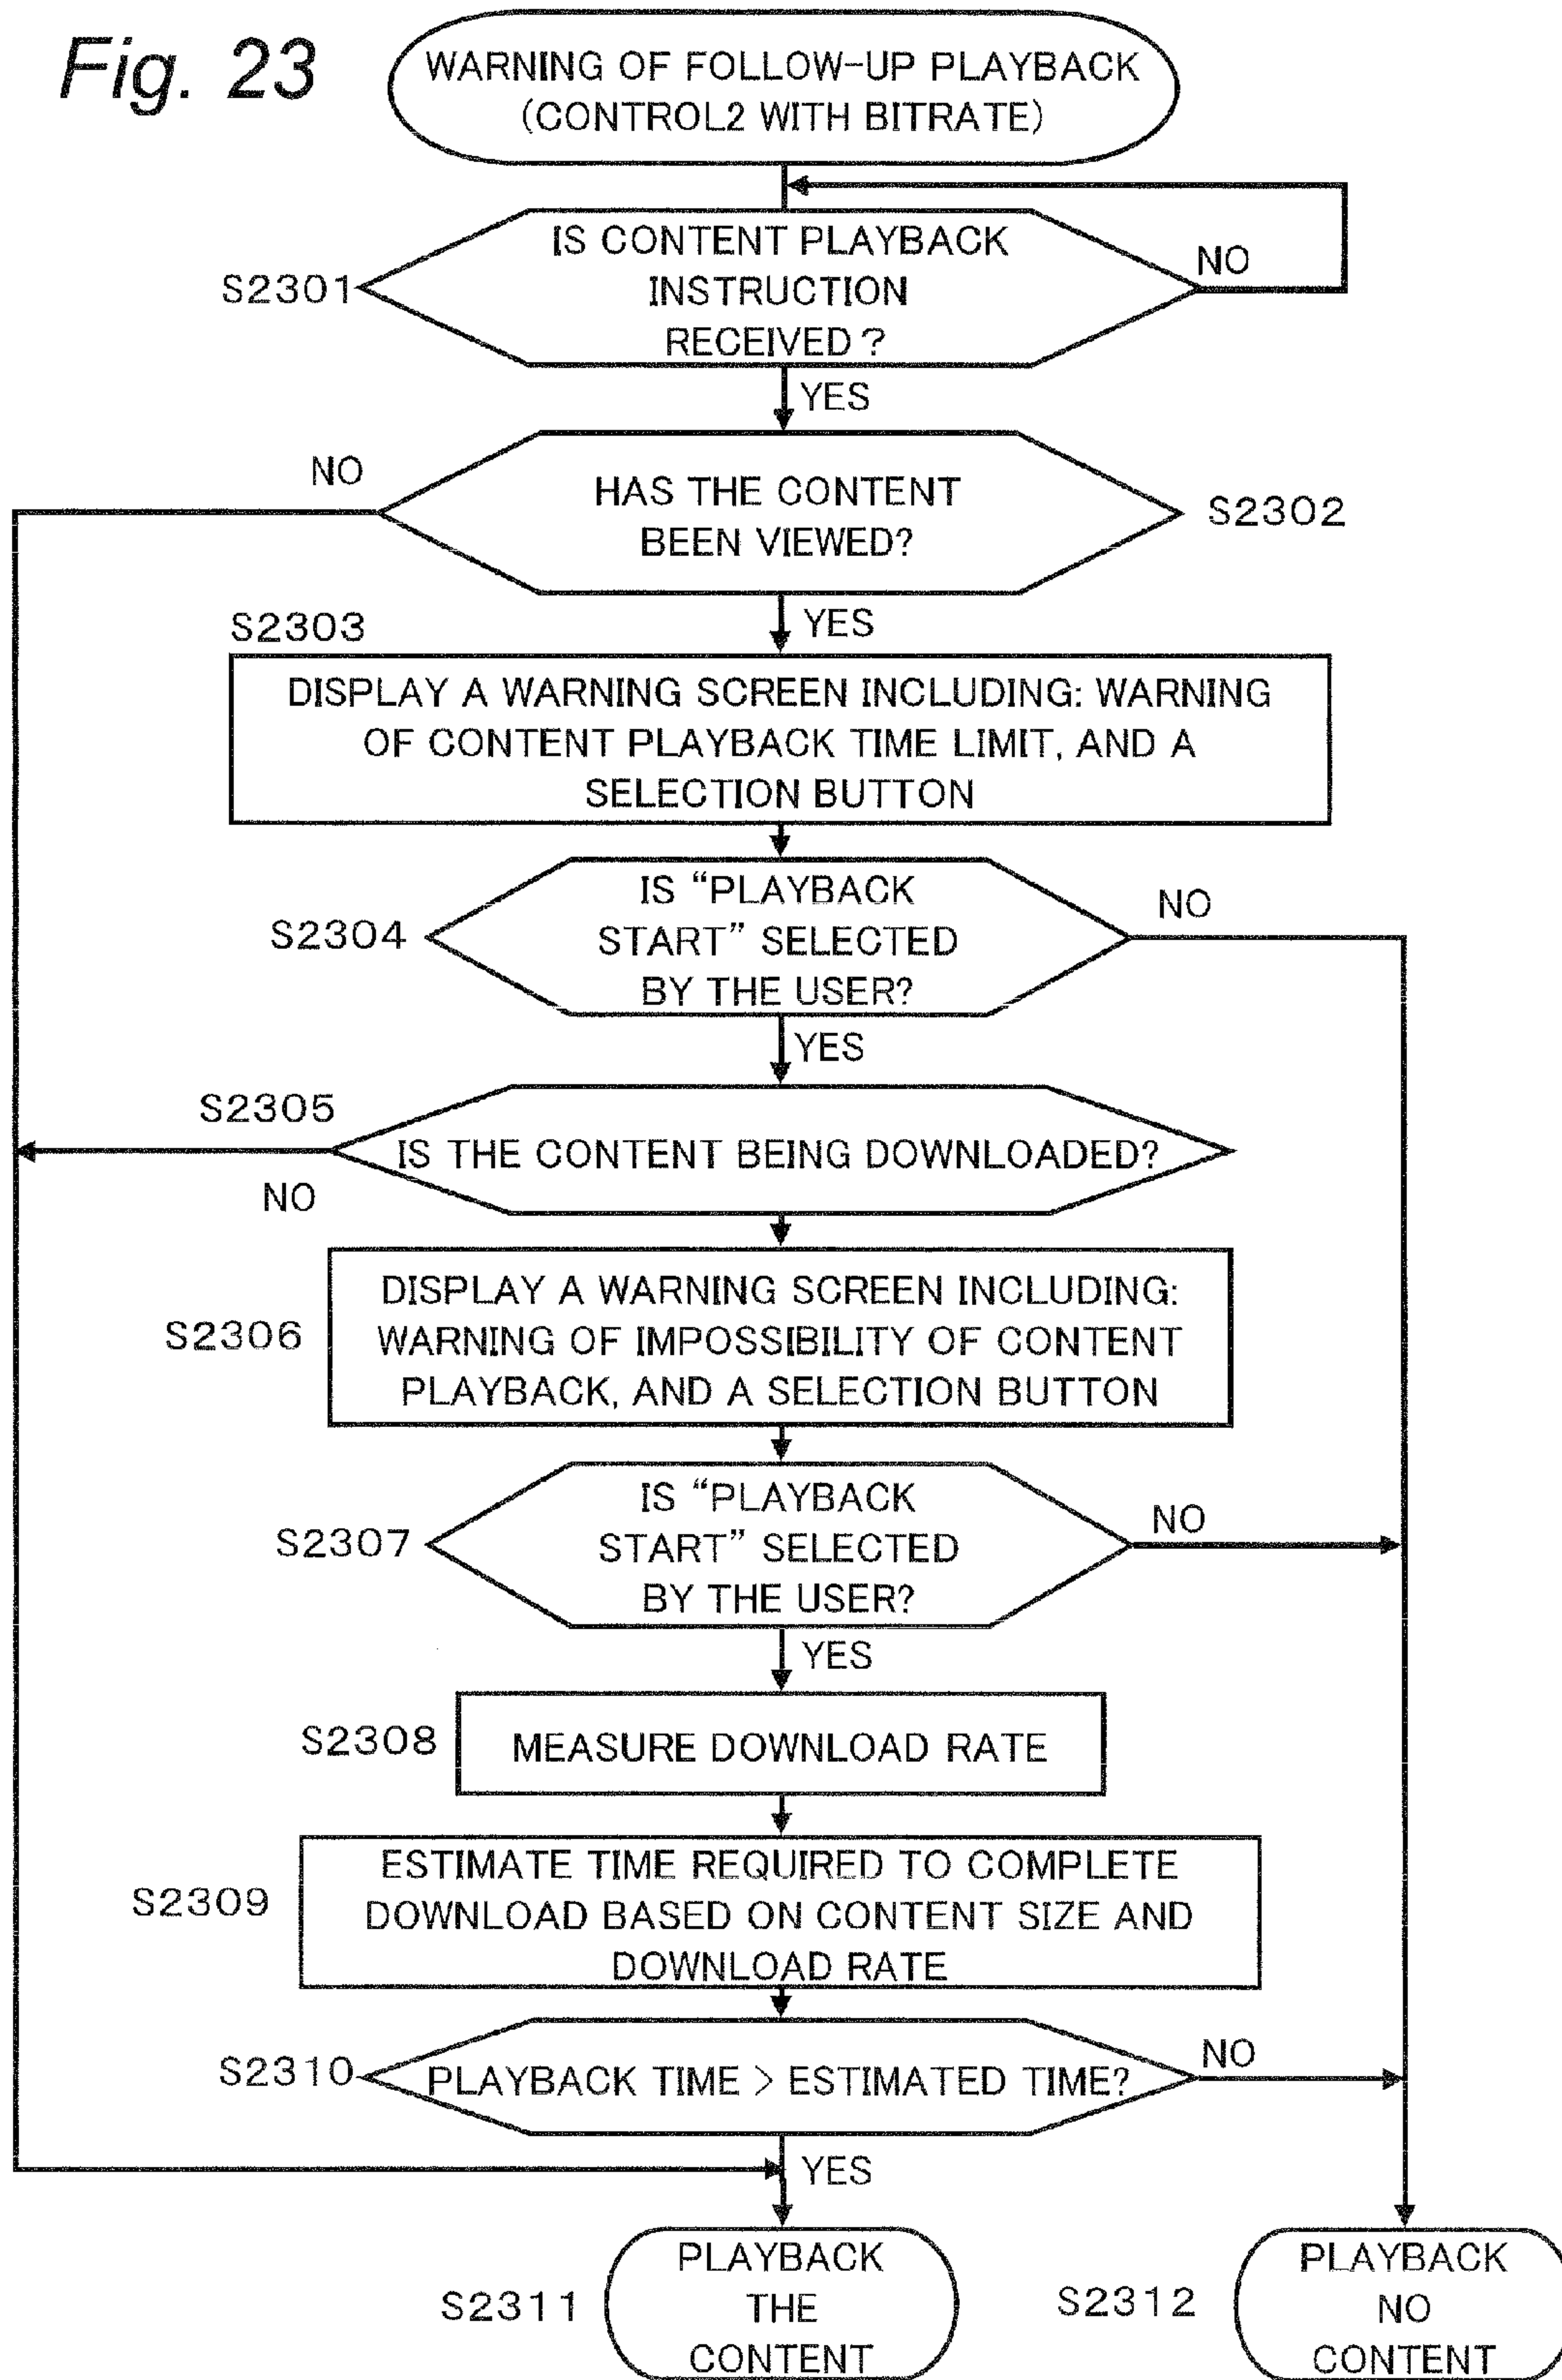 Fig. 23
WARNING OF FOLLOW-UP PLAYBACK
(CONTROL2 WITH BITRATE)
S2301
IS CONTENT PLAYBACK
INSTRUCTION
RECEIVED?
NO
YES
NO
HAS THE CONTENT
BEEN VIEWED?
S2302
YES
S2303
DISPLAY A WARNING SCREEN INCLUDING: WARNING
OF CONTENT PLAYBACK TIME LIMIT, AND A
SELECTION BUTTON
S2304
IS “PLAYBACK
START” SELECTED
BY THE USER?
NO
YES
S2305
IS THE CONTENT BEING DOWNLOADED?
NO
S2306
DISPLAY A WARNING SCREEN INCLUDING:
WARNING OF IMPOSSIBILITY OF CONTENT
PLAYBACK, AND A SELECTION BUTTON
S2307
IS “PLAYBACK
START” SELECTED
BY THE USER?
NO
YES
S2308
MEASURE DOWNLOAD RATE
S2309
ESTIMATE TIME REQUIRED TO COMPLETE
DOWNLOAD BASED ON CONTENT SIZE AND
DOWNLOAD RATE
S2310
PLAYBACK TIME > ESTIMATED TIME?
NO
YES
S2311
PLAYBACK
THE
CONTENT
S2312
PLAYBACK
NO
CONTENT